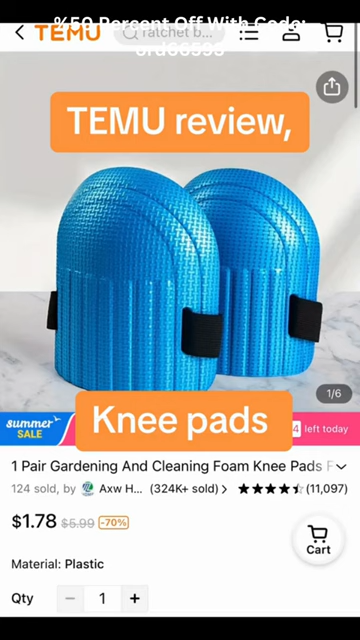 %50 Percent Off With Code:
ord66533
TEMU
ratchet b...
TEMU review,
1/6
Knee pads
summer
SALE
4 left today
1 Pair Gardening And Cleaning Foam Knee Pads F
124 sold, by Axw H... (324K+ sold) > (11,097)
$1.78 $5.99 -70%
Cart
Material: Plastic
Qty - 1 +